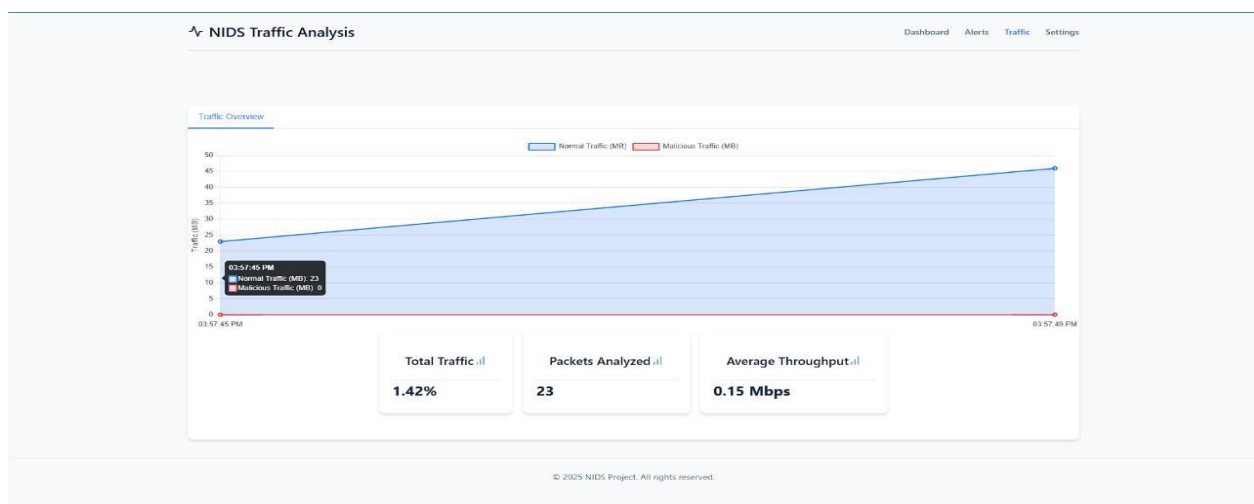 NIDS Traffic Analysis
Dashboard Alerts Traffic Settings
Traffic Overview
Normal Traffic (MB) Malicious Traffic (MB)
50
45
40
35
30
25
20
15
10
5
0
Traffic (MB)
03:57:45 PM
Normal Traffic (MB): 23
Malicious Traffic (MB): 0
03:57:45 PM 03:57:49 PM
Total Traffic Packets Analyzed Average Throughput
1.42% 23 0.15 Mbps
© 2025 NIDS Project. All rights reserved.